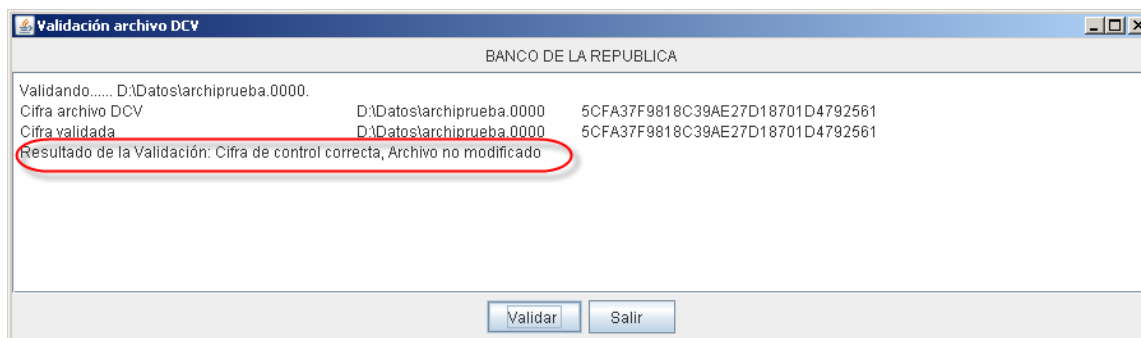 Validación archivo DCV
BANCO DE LA REPUBLICA
Validando...... D:\Datos\archiprueba.0000.
Cifra archivo DCV D:\Datos\archiprueba.0000 5CFA37F9818C39AE27D18701D4792561
Cifra validada D:\Datos\archiprueba.0000 5CFA37F9818C39AE27D18701D4792561
Resultado de la Validación: Cifra de control correcta, Archivo no modificado
Validar Salir